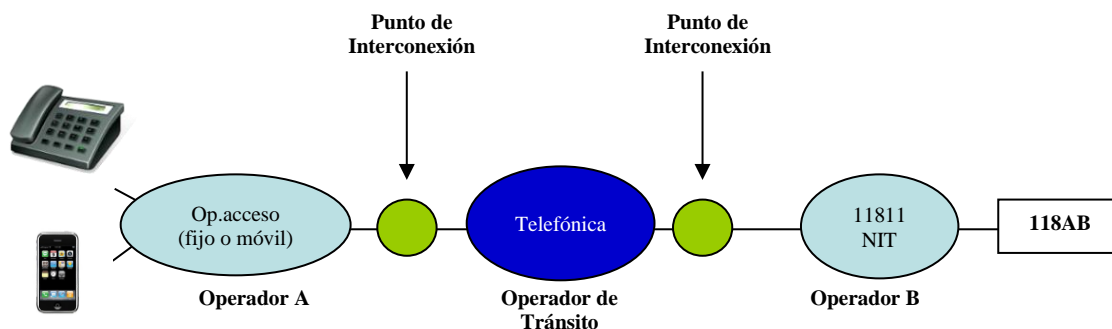 Punto de
Interconexión
Punto de
Interconexión
Op.acceso
(fijo o móvil)
Telefónica
11811
NIT
118AB
Operador A
Operador de
Tránsito
Operador B